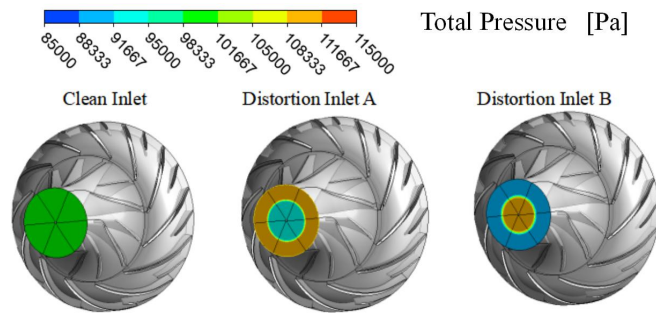 Total Pressure [Pa]
85000 88333 91667 95000 98333 101667 105000 108333 111667 115000
Clean Inlet Distortion Inlet A Distortion Inlet B